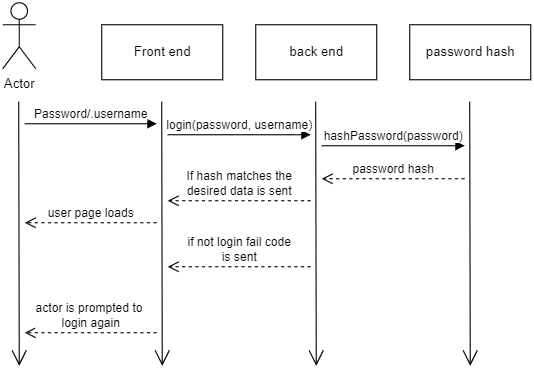 Actor
Front end
back end
password hash
Password/.username
login(password, username)
hashPassword(password)
password hash
If hash matches the
desired data is sent
user page loads
if not login fail code
is sent
actor is prompted to
login again